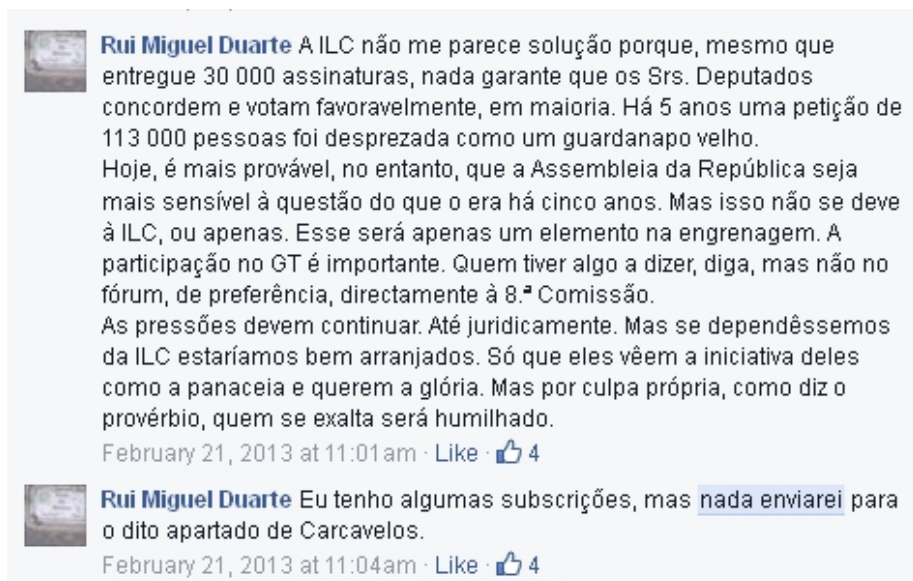 Rui Miguel Duarte A ILC não me parece solução porque, mesmo que
entregue 30 000 assinaturas, nada garante que os Srs. Deputados
concordem e votam favoravelmente, em maioria. Há 5 anos uma petição de
113 000 pessoas foi desprezada como um guardanapo velho.
Hoje, é mais provável, no entanto, que a Assembleia da República seja
mais sensível à questão do que o era há cinco anos. Mas isso não se deve
à ILC, ou apenas. Esse será apenas um elemento na engrenagem. A
participação no GT é importante. Quem tiver algo a dizer, diga, mas não no
fórum, de preferência, directamente à 8.ª Comissão.
As pressões devem continuar. Até juridicamente. Mas se dependêssemos
da ILC estaríamos bem arranjados. Só que eles vêem a iniciativa deles
como a panaceia e querem a glória. Mas por culpa própria, como diz o
provérbio, quem se exalta será humilhado.
February 21, 2013 at 11:01am · Like · 4
Rui Miguel Duarte Eu tenho algumas subscrições, mas nada enviarei para
o dito apartado de Carcavelos.
February 21, 2013 at 11:04am · Like · 4